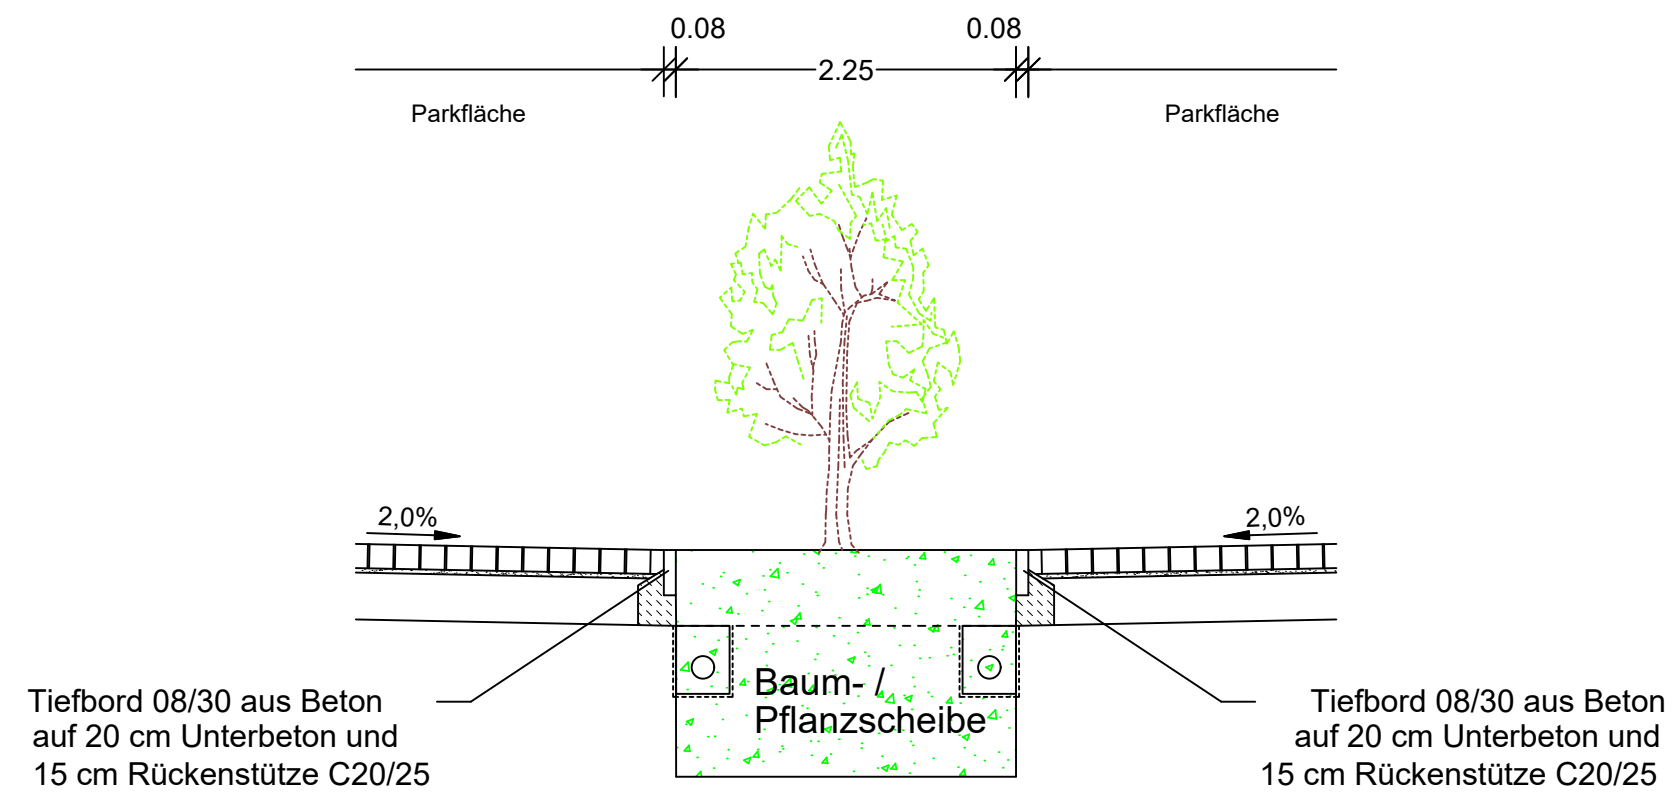 0.08
0.08
2.25
Parkfläche
Parkfläche
2,0%
2,0%
Baum- /
Pflanzscheibe
Tiefbord 08/30 aus Beton
auf 20 cm Unterbeton und
15 cm Rückenstütze C20/25
Tiefbord 08/30 aus Beton
auf 20 cm Unterbeton und
15 cm Rückenstütze C20/25